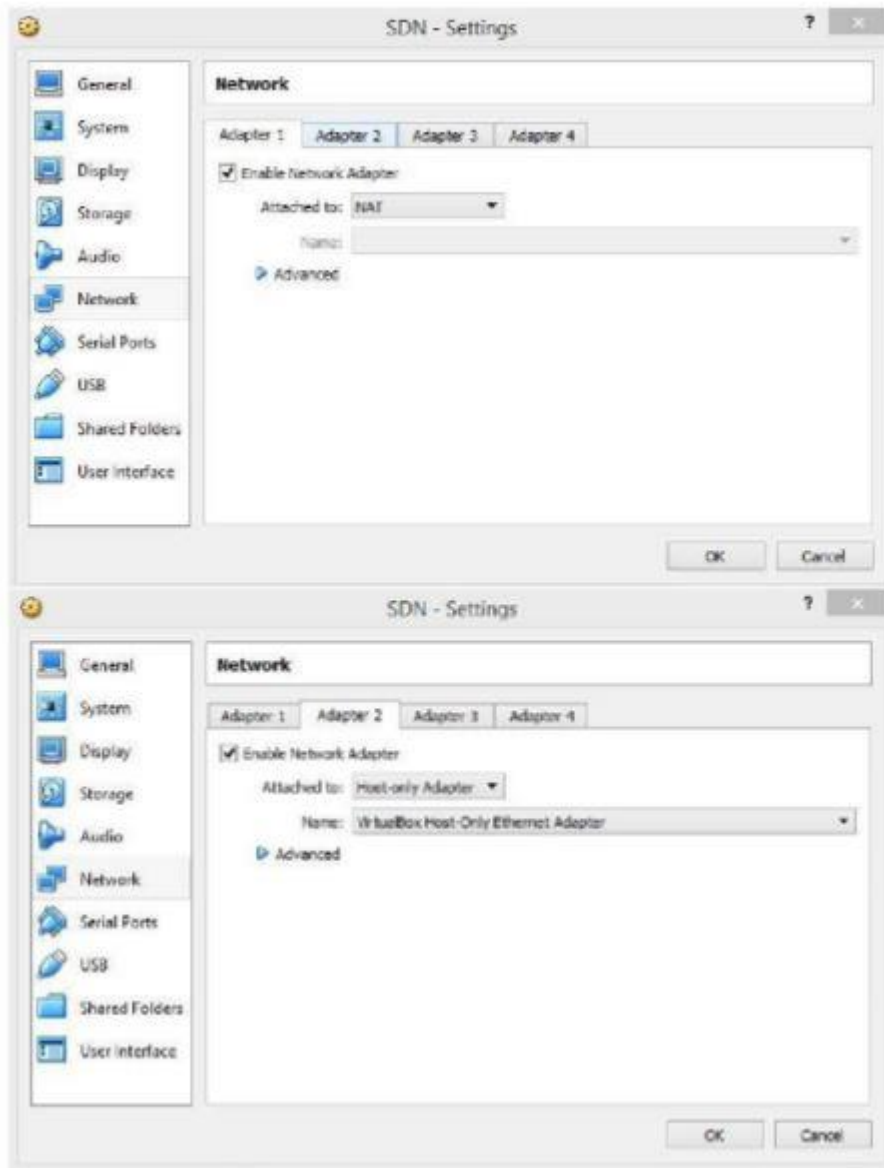 SDN - Settings ?
General
System
Display
Storage
Audio
Network
Serial Ports
USB
Shared Folders
User Interface
Network
Adapter 1 Adapter 2 Adapter 3 Adapter 4
Enable Network Adapter
Attached to: NAT
Name:
Advanced
OK Cancel
SDN - Settings ?
General
System
Display
Storage
Audio
Network
Serial Ports
USB
Shared Folders
User Interface
Network
Adapter 1 Adapter 2 Adapter 3 Adapter 4
Enable Network Adapter
Attached to: Host-only Adapter
Name: VirtualBox Host-Only Ethernet Adapter
Advanced
OK Cancel